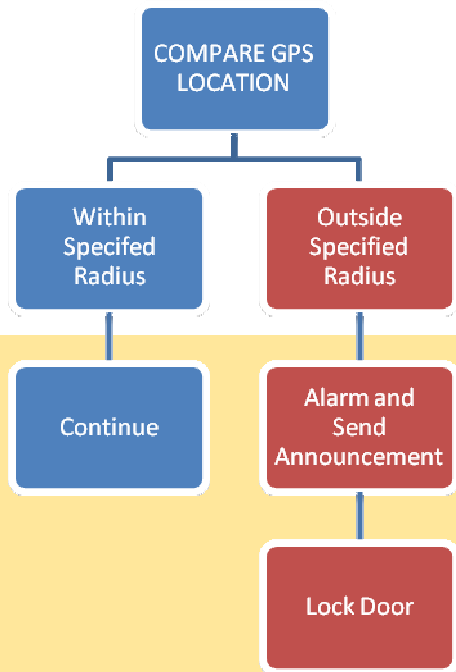 COMPARE GPS
LOCATION
Within
Specifed
Radius
Outside
Specified
Radius
Continue
Alarm and
Send
Announcement
Lock Door